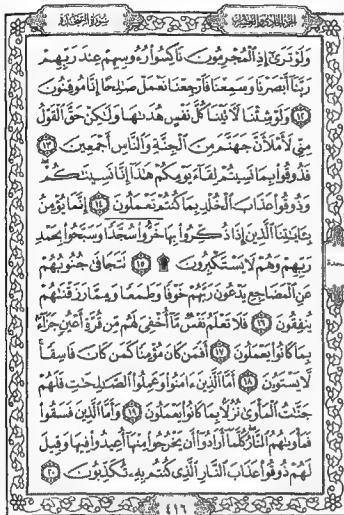 الجزء الحادي والعشرون
سورة السجدة
وَلَوْ تَرَىٰٓ إِذِ ٱلْمُجْرِمُونَ نَاكِسُوا۟ رُءُوسِهِمْ عِندَ رَبِّهِمْ
رَبَّنَآ أَبْصَرْنَا وَسَمِعْنَا فَٱرْجِعْنَا نَعْمَلْ صَٰلِحًا إِنَّا مُوقِنُونَ
١٢ وَلَوْ شِئْنَا لَءَاتَيْنَا كُلَّ نَفْسٍ هُدَىٰهَا وَلَٰكِنْ حَقَّ ٱلْقَوْلُ
مِنِّى لَأَمْلَأَنَّ جَهَنَّمَ مِنَ ٱلْجِنَّةِ وَٱلنَّاسِ أَجْمَعِينَ ١٣
فَذُوقُوا۟ بِمَا نَسِيتُمْ لِقَآءَ يَوْمِكُمْ هَٰذَآ إِنَّا نَسِينَٰكُمْ
وَذُوقُوا۟ عَذَابَ ٱلْخُلْدِ بِمَا كُنتُمْ تَعْمَلُونَ ١٤ إِنَّمَا يُؤْمِنُ
بِـَٔايَٰتِنَا ٱلَّذِينَ إِذَا ذُكِّرُوا۟ بِهَا خَرُّوا۟ سُجَّدًا وَسَبَّحُوا۟ بِحَمْدِ
رَبِّهِمْ وَهُمْ لَا يَسْتَكْبِرُونَ ۩ ١٥ تَتَجَافَىٰ جُنُوبُهُمْ
عَنِ ٱلْمَضَاجِعِ يَدْعُونَ رَبَّهُمْ خَوْفًا وَطَمَعًا وَمِمَّا رَزَقْنَٰهُمْ
يُنفِقُونَ ١٦ فَلَا تَعْلَمُ نَفْسٌ مَّآ أُخْفِىَ لَهُم مِّن قُرَّةِ أَعْيُنٍ جَزَآءًۢ
بِمَا كَانُوا۟ يَعْمَلُونَ ١٧ أَفَمَن كَانَ مُؤْمِنًا كَمَن كَانَ فَاسِقًا
لَّا يَسْتَوُۥنَ ١٨ أَمَّا ٱلَّذِينَ ءَامَنُوا۟ وَعَمِلُوا۟ ٱلصَّٰلِحَٰتِ فَلَهُمْ
جَنَّٰتُ ٱلْمَأْوَىٰ نُزُلًۢا بِمَا كَانُوا۟ يَعْمَلُونَ ١٩ وَأَمَّا ٱلَّذِينَ فَسَقُوا۟
فَمَأْوَىٰهُمُ ٱلنَّارُ كُلَّمَآ أَرَادُوٓا۟ أَن يَخْرُجُوا۟ مِنْهَآ أُعِيدُوا۟ فِيهَا وَقِيلَ
لَهُمْ ذُوقُوا۟ عَذَابَ ٱلنَّارِ ٱلَّذِى كُنتُم بِهِۦ تُكَذِّبُونَ ٢٠
سجدة
٤١٦